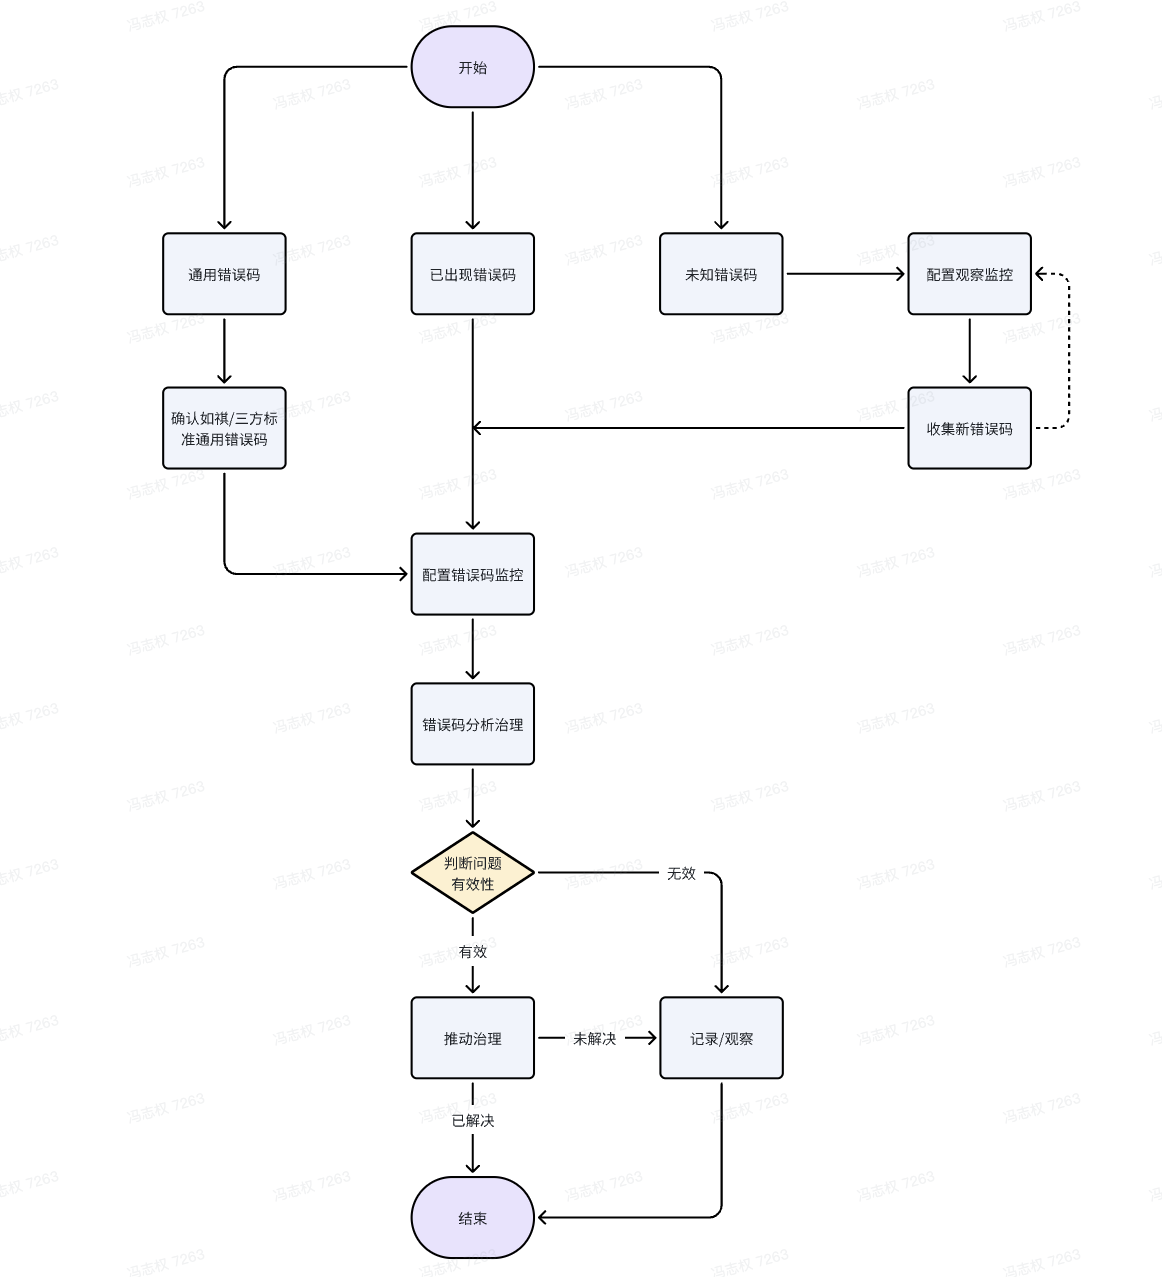 开始
通用错误码
已出现错误码
未知错误码
配置观察监控
确认如祺/三方标
准通用错误码
收集新错误码
配置错误码监控
错误码分析治理
判断问题
有效性
无效
有效
推动治理
未解决
记录/观察
已解决
结束
冯志权 7263